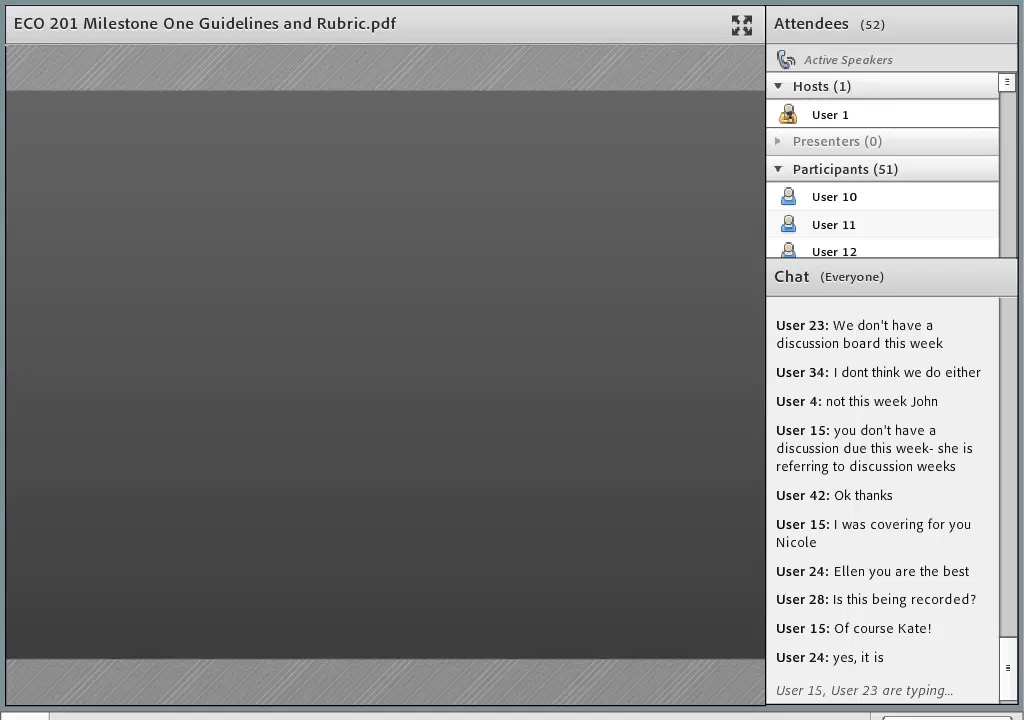 ECO 201 Milestone One Guidelines and Rubric.pdf
Attendees (52)
Active Speakers
Hosts (1)
User 1
Presenters (0)
Participants (51)
User 10
User 11
User 12
Chat (Everyone)
User 23: We don't have a
discussion board this week
User 34: I dont think we do either
User 4: not this week John
User 15: you don't have a
discussion due this week- she is
referring to discussion weeks
User 42: Ok thanks
User 15: I was covering for you
Nicole
User 24: Ellen you are the best
User 28: Is this being recorded?
User 15: Of course Kate!
User 24: yes, it is
User 15, User 23 are typing...